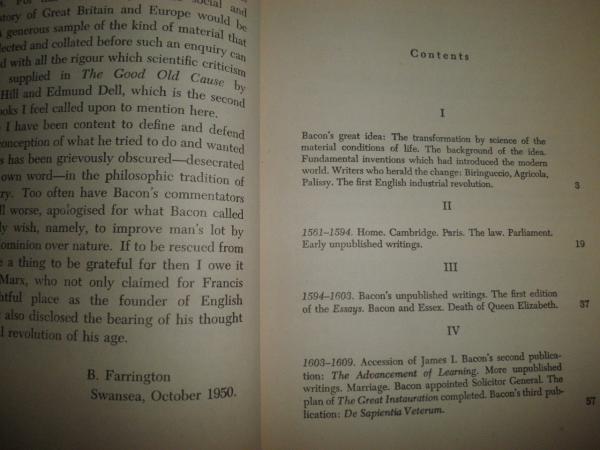 social and
story of Great Britain and Europe would be
generous sample of the kind of material that
lected and collated before such an enquiry can
d with all the rigour which scientific criticism
supplied in The Good Old Cause by
Hill and Edmund Dell, which is the second
ooks I feel called upon to mention here.
I have been content to define and defend
conception of what he tried to do and wanted
s has been grievously obscured—desecrated
own word—in the philosophic tradition of
ry. Too often have Bacon's commentators
ll worse, apologised for what Bacon called
ly wish, namely, to improve man's lot by
ominion over nature. If to be rescued from
e a thing to be grateful for then I owe it
Marx, who not only claimed for Francis
htful place as the founder of English
also disclosed the bearing of his thought
l revolution of his age.
B. Farrington
Swansea, October 1950.
Contents
I
Bacon's great idea: The transformation by science of the
material conditions of life. The background of the idea.
Fundamental inventions which had introduced the modern
world. Writers who herald the change: Biringuccio, Agricola,
Palissy. The first English industrial revolution. 3
II
1561-1594. Home. Cambridge. Paris. The law. Parliament.
Early unpublished writings. 19
III
1594-1603. Bacon's unpublished writings. The first edition
of the Essays. Bacon and Essex. Death of Queen Elizabeth. 37
IV
1603-1609. Accession of James I. Bacon's second publica-
tion: The Advancement of Learning. More unpublished
writings. Marriage. Bacon appointed Solicitor General. The
plan of The Great Instauration completed. Bacon's third pub-
lication: De Sapientia Veterum. 57